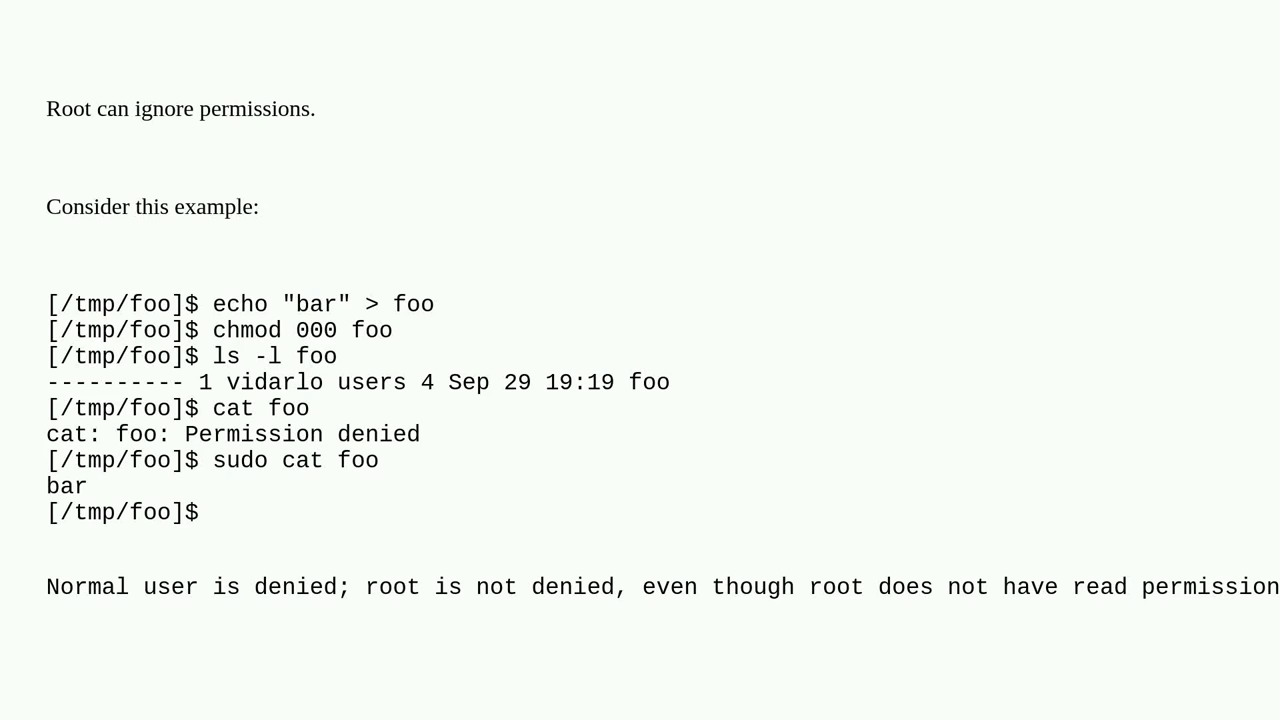 Root can ignore permissions.
Consider this example:
[/tmp/foo]$ echo "bar" > foo
[/tmp/foo]$ chmod 000 foo
[/tmp/foo]$ ls -l foo
---------- 1 vidarlo users 4 Sep 29 19:19 foo
[/tmp/foo]$ cat foo
cat: foo: Permission denied
[/tmp/foo]$ sudo cat foo
bar
[/tmp/foo]$
Normal user is denied; root is not denied, even though root does not have read permission